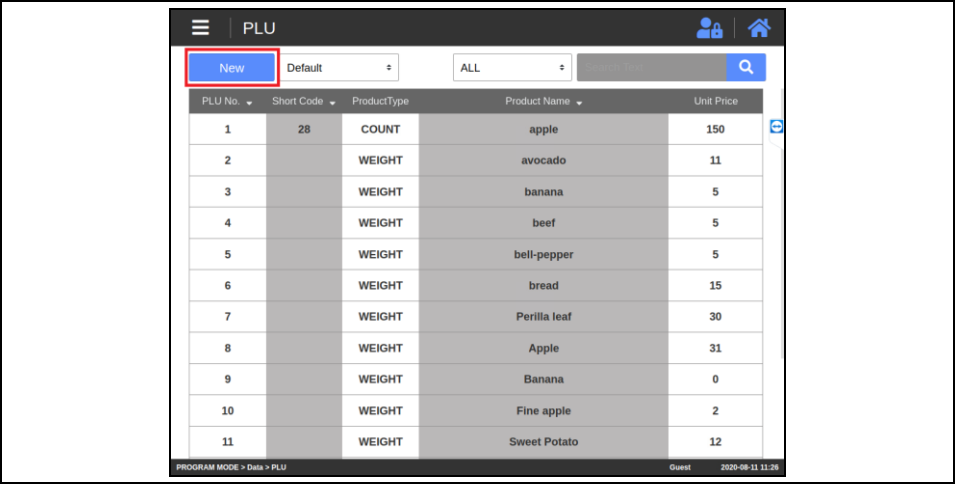 PLU
New Default ALL Search Text
PLU No. Short Code ProductType Product Name Unit Price
1 28 COUNT apple 150
2 WEIGHT avocado 11
3 WEIGHT banana 5
4 WEIGHT beef 5
5 WEIGHT bell-pepper 5
6 WEIGHT bread 15
7 WEIGHT Perilla leaf 30
8 WEIGHT Apple 31
9 WEIGHT Banana 0
10 WEIGHT Fine apple 2
11 WEIGHT Sweet Potato 12
PROGRAM MODE > Data > PLU Guest 2020-08-11 11:26